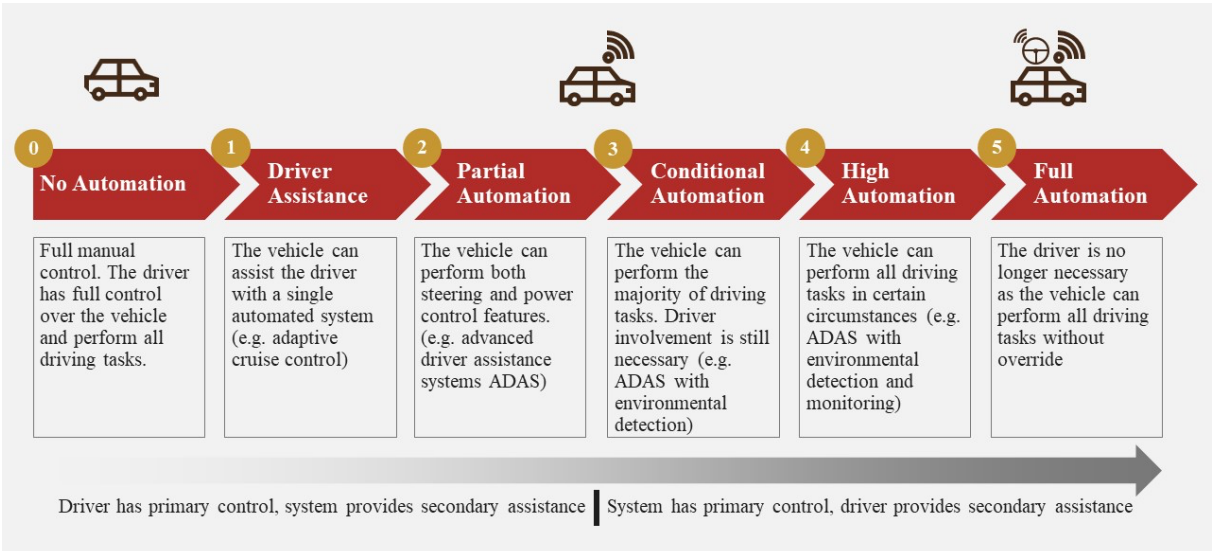 0
No Automation
1
Driver
Assistance
2
Partial
Automation
3
Conditional
Automation
4
High
Automation
5
Full
Automation
Full manual
control. The driver
has full control
over the vehicle
and perform all
driving tasks.
The vehicle can
assist the driver
with a single
automated system
(e.g. adaptive
cruise control)
The vehicle can
perform both
steering and power
control features.
(e.g. advanced
driver assistance
systems ADAS)
The vehicle can
perform the
majority of driving
tasks. Driver
involvement is still
necessary (e.g.
ADAS with
environmental
detection)
The vehicle can
perform all driving
tasks in certain
circumstances (e.g.
ADAS with
environmental
detection and
monitoring)
The driver is no
longer necessary
as the vehicle can
perform all driving
tasks without
override
Driver has primary control, system provides secondary assistance
System has primary control, driver provides secondary assistance